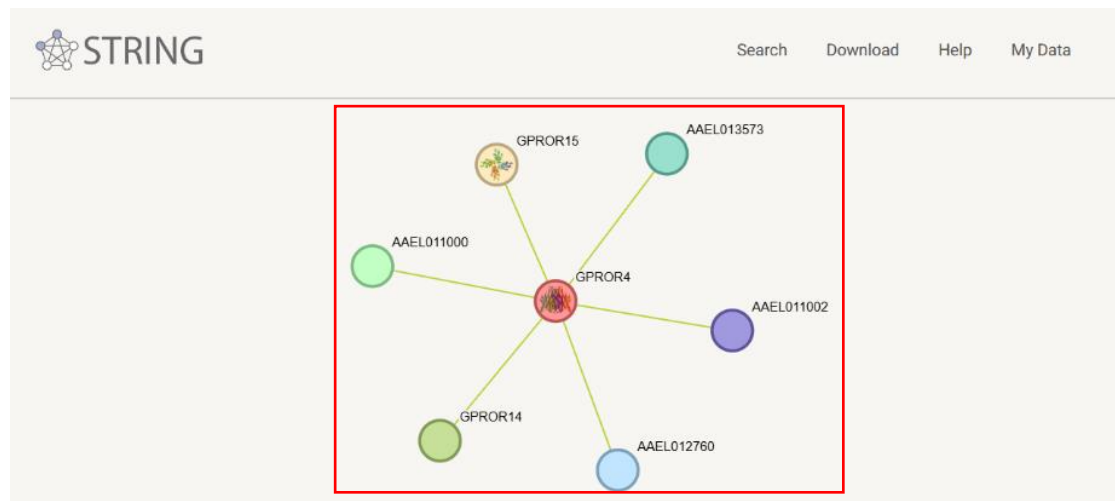 STRING
Search Download Help My Data
GPROR15
AAEL013573
AAEL011000
GPROR4
AAEL011002
GPROR14
AAEL012760